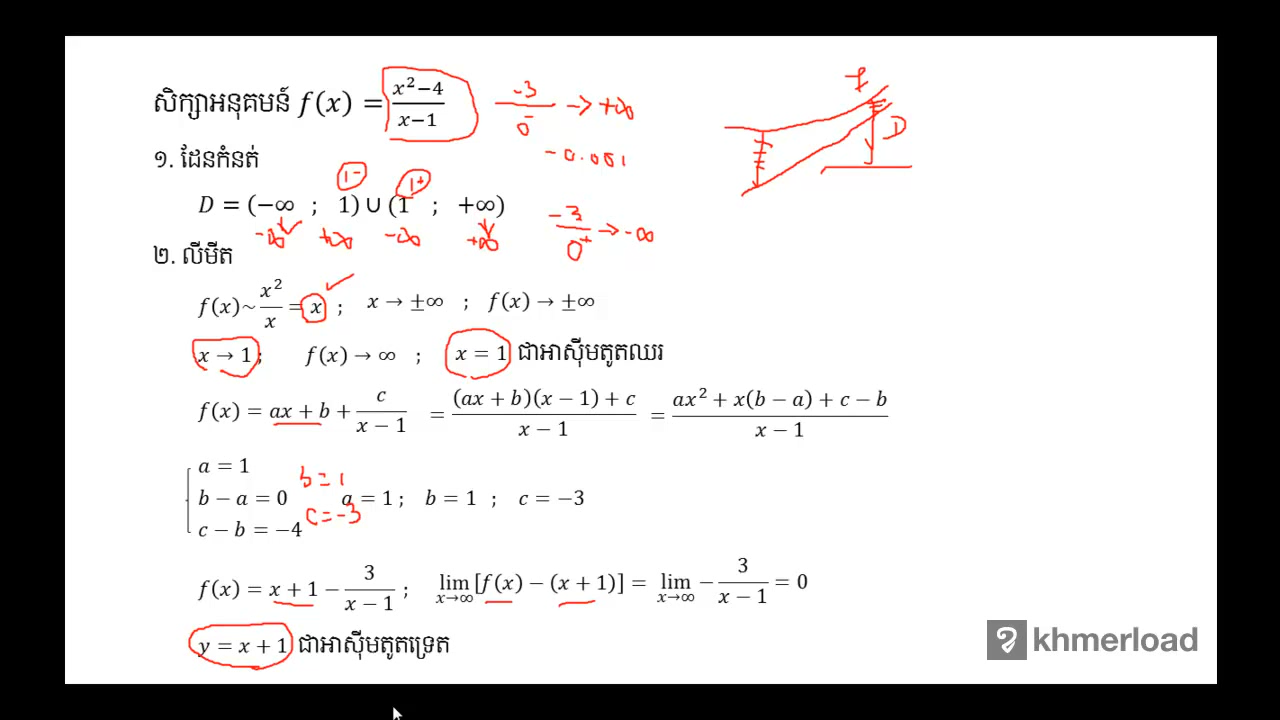 សិក្សាអនុគមន៍ f(x) = (x² − 4)/(x − 1)
−3/0⁻ → +∞
f
D
−0.001
១. ដែនកំនត់
1⁻ 1⁺
D = (−∞ ; 1) ∪ (1 ; +∞)
−3/0⁺ → −∞
−∞ +∞ −∞ +∞
២. លីមីត
f(x)~x²/x = x ; x → ±∞ ; f(x) → ±∞
x → 1 ; f(x) → ∞ ; x = 1 ជាអាស៊ីមតូតឈរ
f(x) = ax + b + c/(x − 1) = ((ax + b)(x − 1) + c)/(x − 1) = (ax² + x(b − a) + c − b)/(x − 1)
a = 1
b = 1
b − a = 0 a = 1 ; b = 1 ; c = −3
c = −3
c − b = −4
f(x) = x + 1 − 3/(x − 1) ; lim x→∞ [f(x) − (x + 1)] = lim x→∞ − 3/(x − 1) = 0
y = x + 1 ជាអាស៊ីមតូតទ្រេត
khmerload